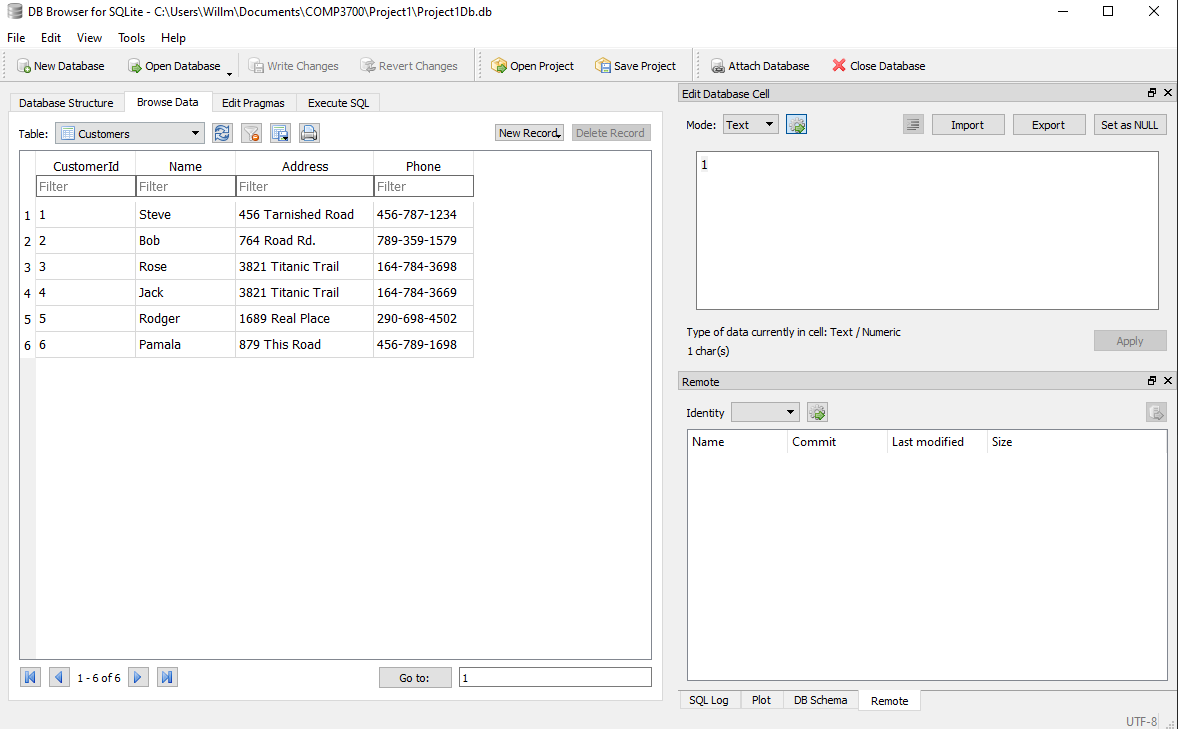 DB Browser for SQLite - C:\Users\Willm\Documents\COMP3700\Project1\Project1Db.db
File Edit View Tools Help
New Database Open Database Write Changes Revert Changes Open Project Save Project Attach Database Close Database
Database Structure Browse Data Edit Pragmas Execute SQL
Table: Customers New Record Delete Record
CustomerId Name Address Phone
Filter Filter Filter Filter
1 1 Steve 456 Tarnished Road 456-787-1234
2 2 Bob 764 Road Rd. 789-359-1579
3 3 Rose 3821 Titanic Trail 164-784-3698
4 4 Jack 3821 Titanic Trail 164-784-3669
5 5 Rodger 1689 Real Place 290-698-4502
6 6 Pamala 879 This Road 456-789-1698
1 - 6 of 6 Go to: 1
Edit Database Cell
Mode: Text Import Export Set as NULL
1
Type of data currently in cell: Text / Numeric
1 char(s)
Apply
Remote
Identity
Name Commit Last modified Size
SQL Log Plot DB Schema Remote
UTF-8